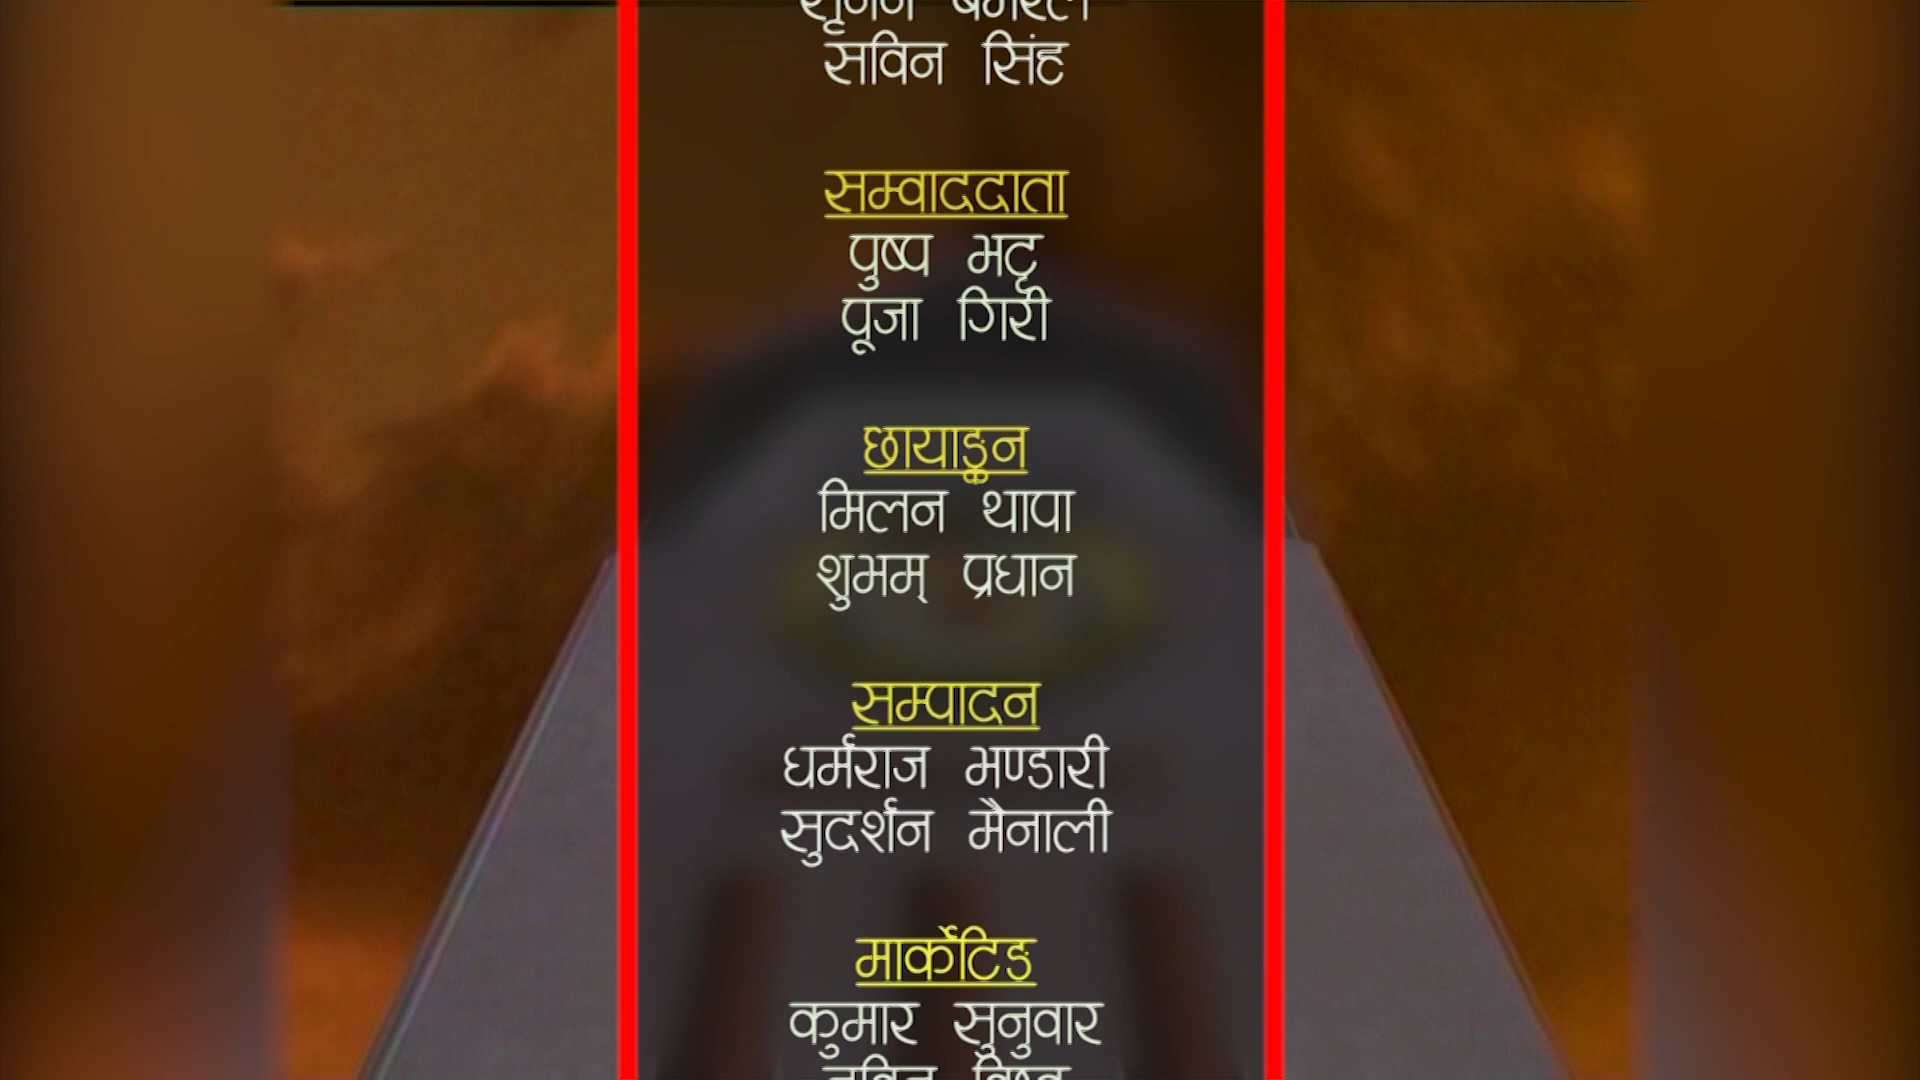 सविन सिंह
सम्वाददाता
पुष्प भट्ट
पूजा गिरी
छायाङ्कन
मिलन थापा
शुभम् प्रधान
सम्पादन
धर्मराज भण्डारी
सुदर्शन मैनाली
मार्केटिङ
कुमार सुनुवार